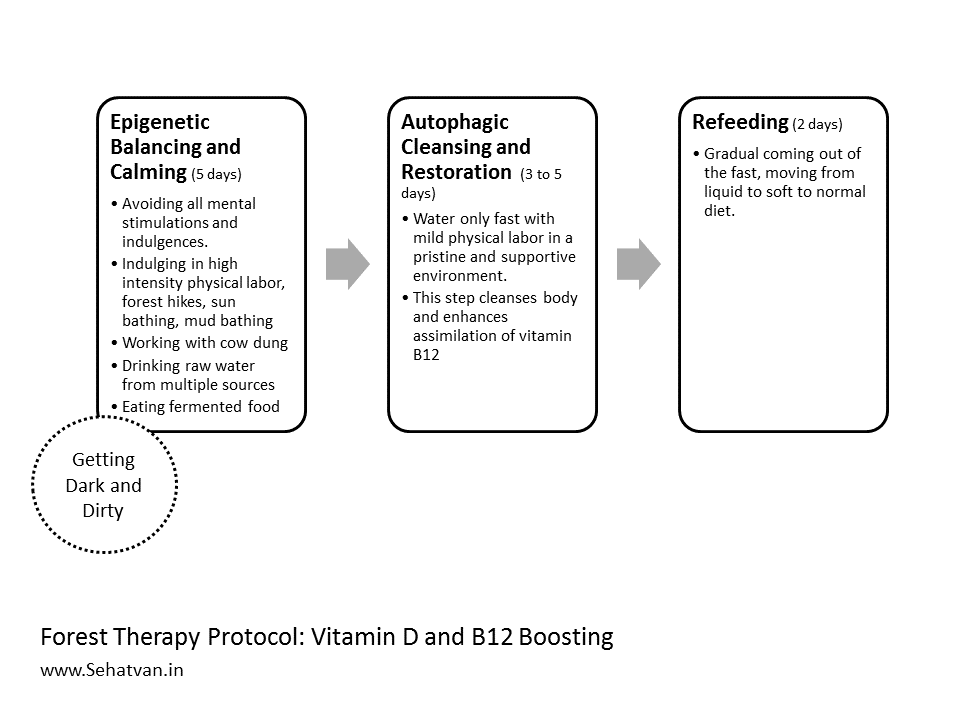 Epigenetic
Balancing and
Calming (5 days)
• Avoiding all mental
stimulations and
indulgences.
• Indulging in high
intensity physical labor,
forest hikes, sun
bathing, mud bathing
• Working with cow dung
• Drinking raw water
from multiple sources
• Eating fermented food
Getting
Dark and
Dirty
Autophagic
Cleansing and
Restoration (3 to 5
days)
• Water only fast with
mild physical labor in a
pristine and supportive
environment.
• This step cleanses body
and enhances
assimilation of vitamin
B12
Refeeding (2 days)
• Gradual coming out of
the fast, moving from
liquid to soft to normal
diet.
Forest Therapy Protocol: Vitamin D and B12 Boosting
www.Sehatvan.in